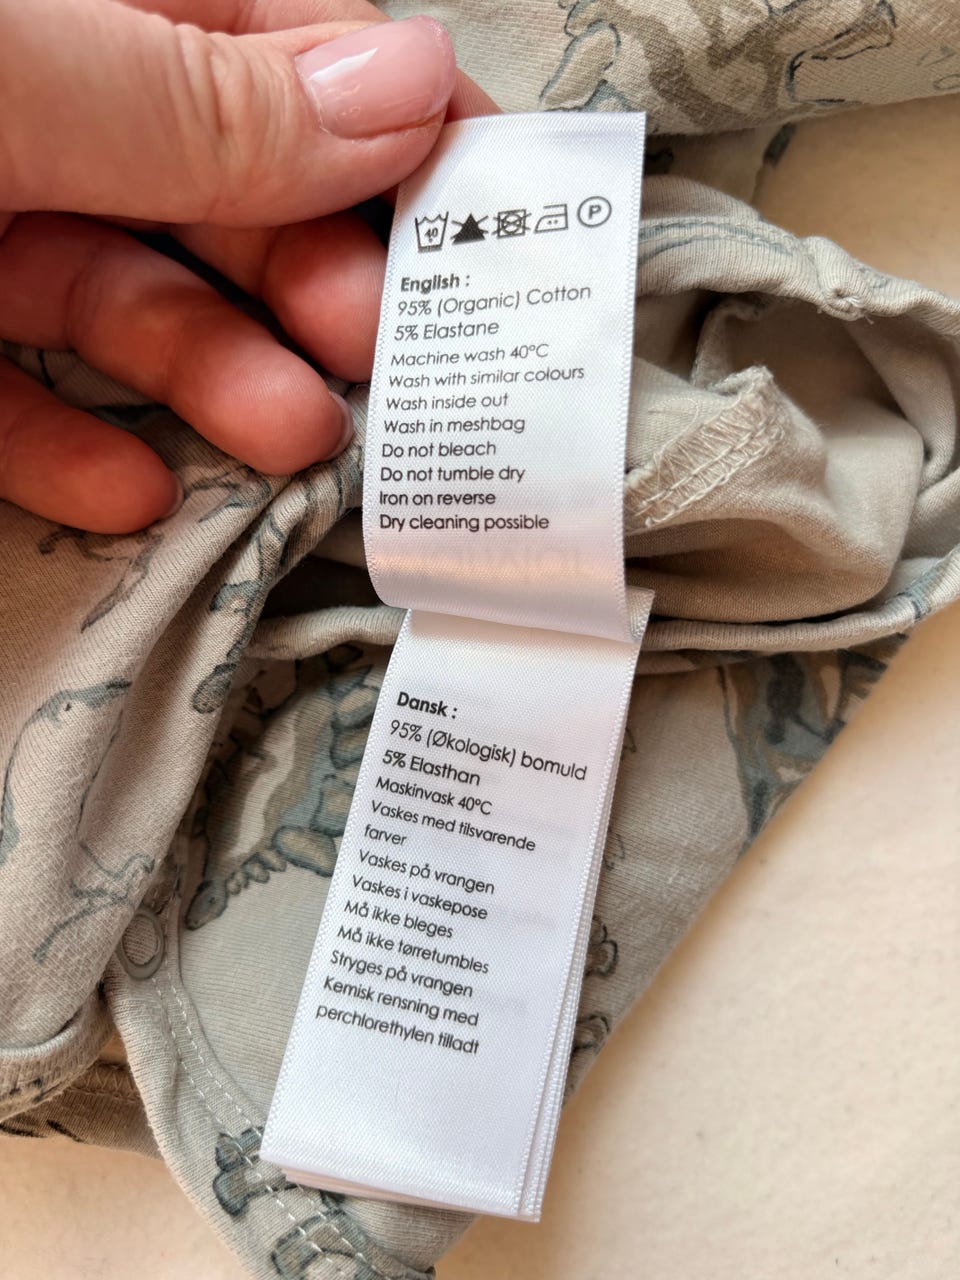 40
P
English :
95% (Organic) Cotton
5% Elastane
Machine wash 40ºC
Wash with similar colours
Wash inside out
Wash in meshbag
Do not bleach
Do not tumble dry
Iron on reverse
Dry cleaning possible
Dansk :
95% (Økologisk) bomuld
5% Elasthan
Maskinvask 40ºC
Vaskes med tilsvarende
farver
Vaskes på vrangen
Vaskes i vaskepose
Må ikke bleges
Må ikke tørretumbles
Stryges på vrangen
Kemisk rensning med
perchlorethylen tilladt